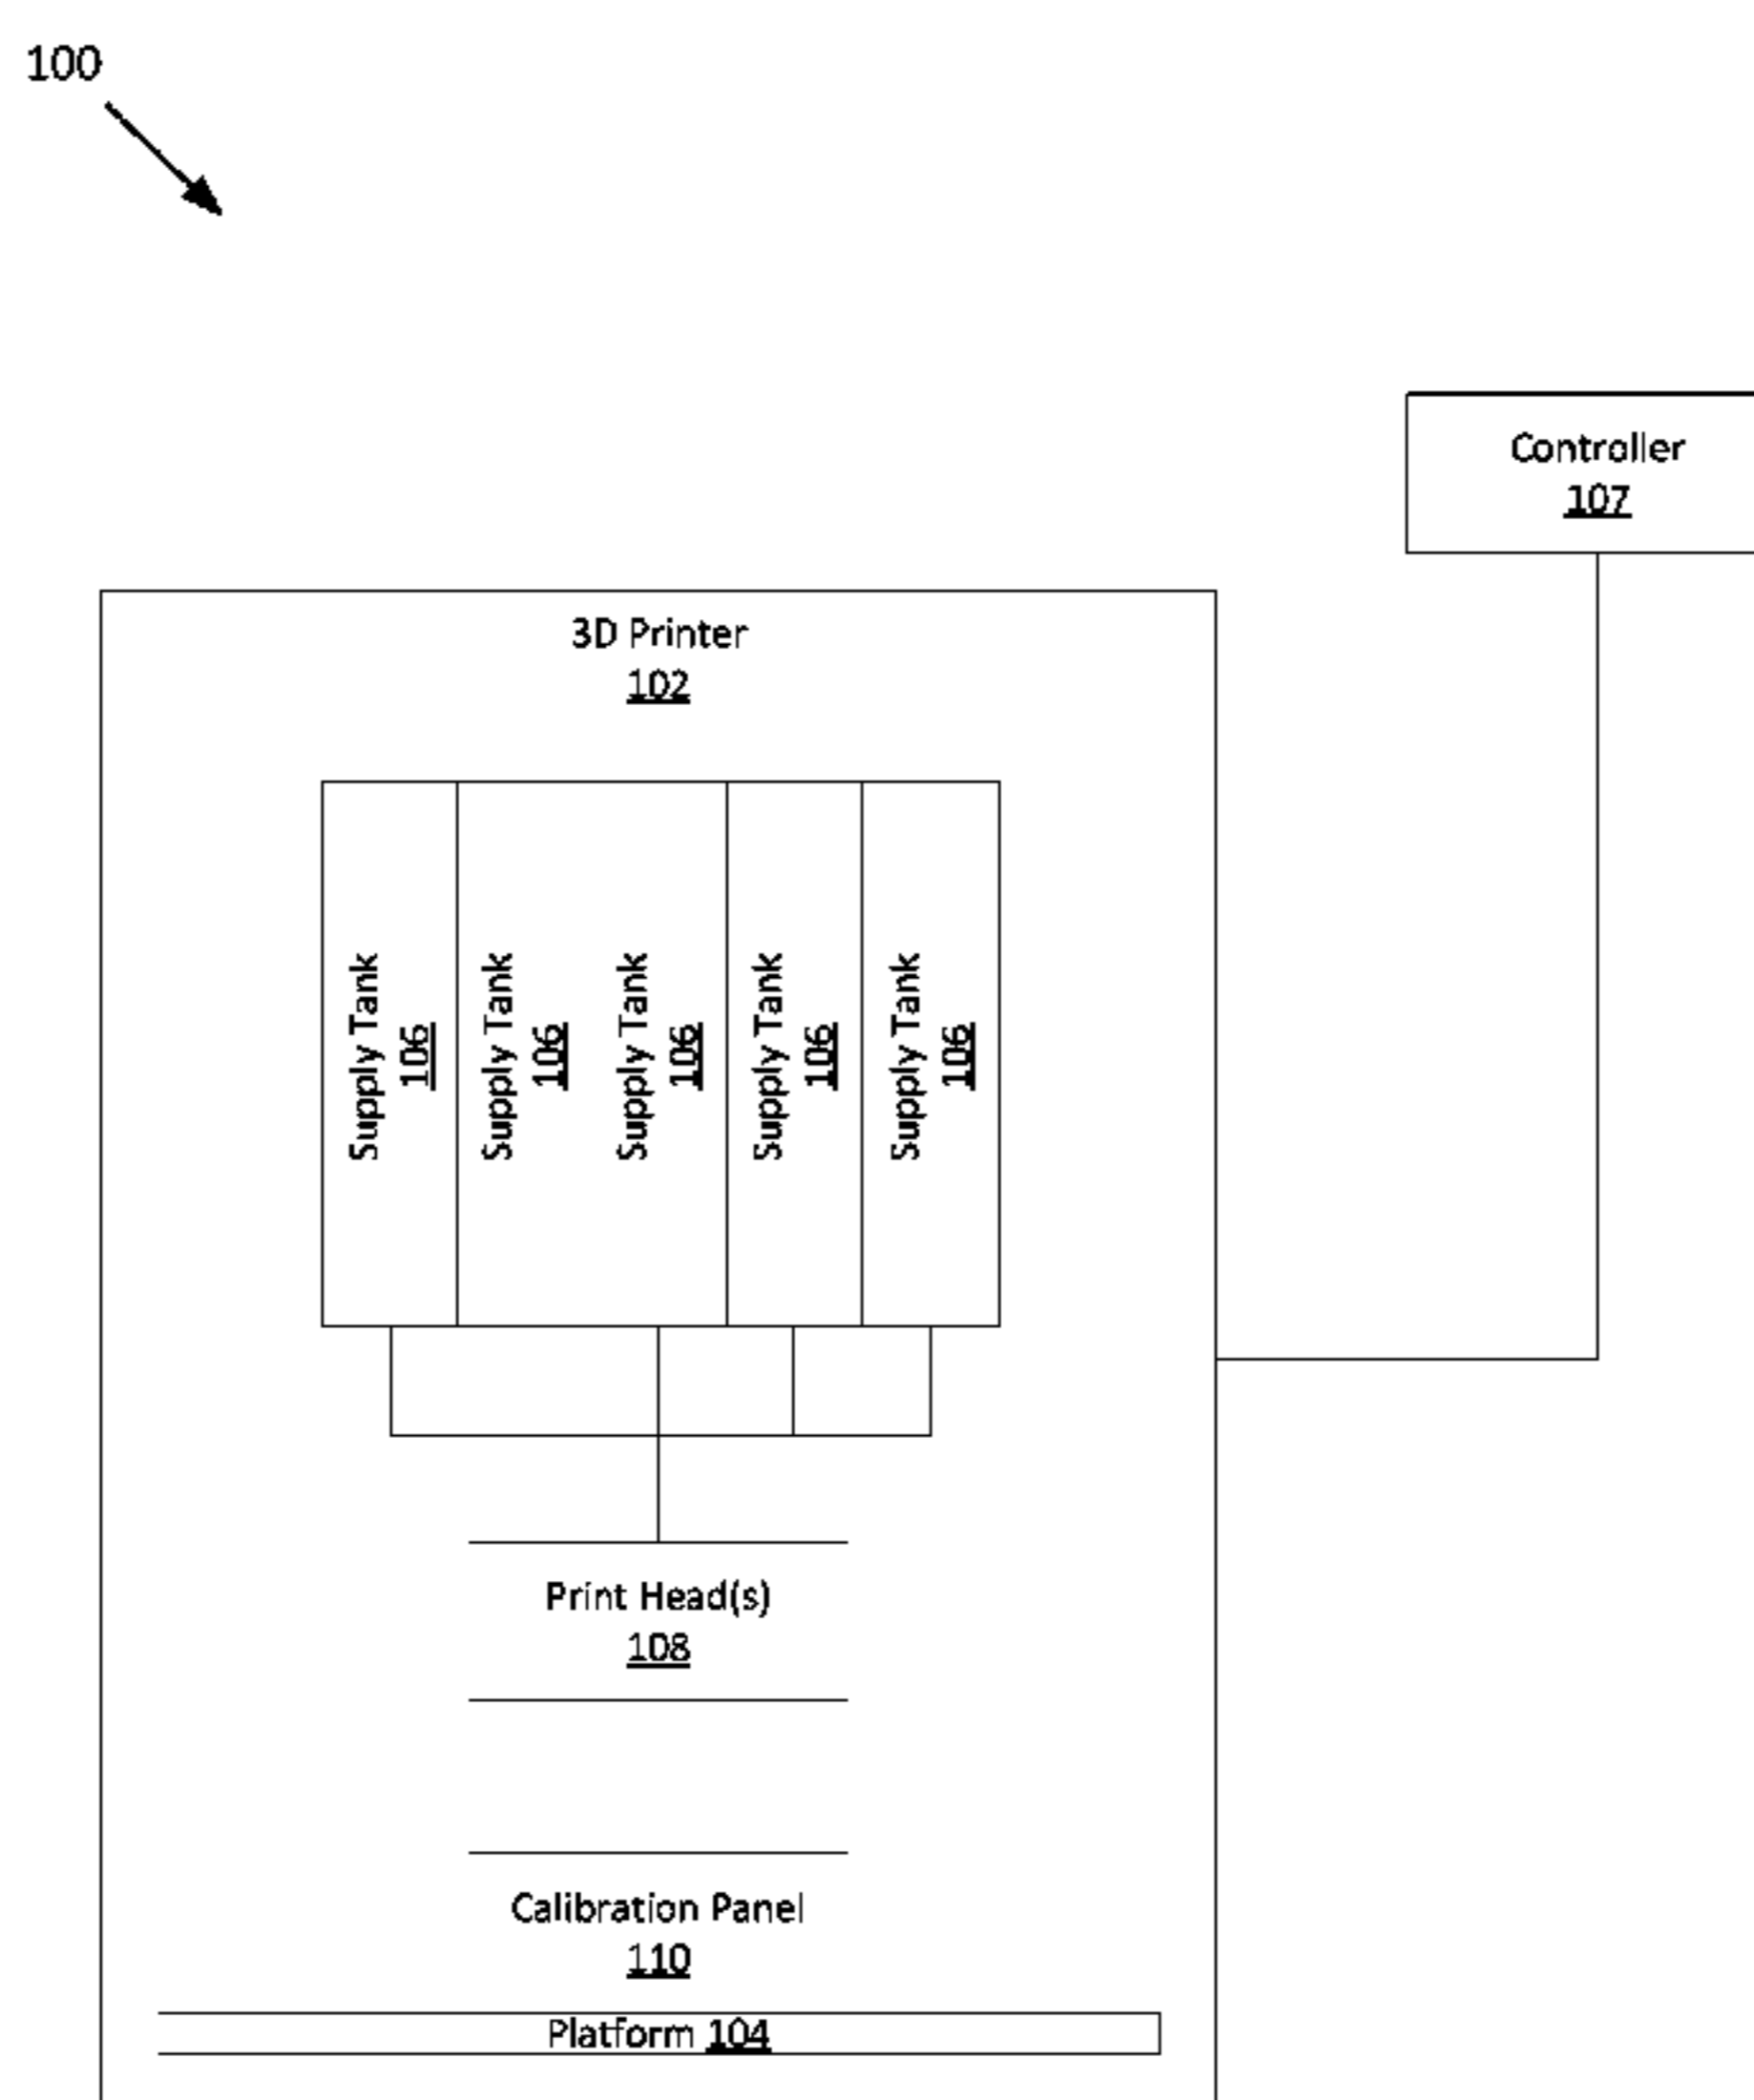 100
Controller
107
3D Printer
102
Supply Tank
106
Supply Tank
106
Supply Tank
106
Supply Tank
106
Supply Tank
106
Print Head(s)
108
Calibration Panel
110
Platform 104